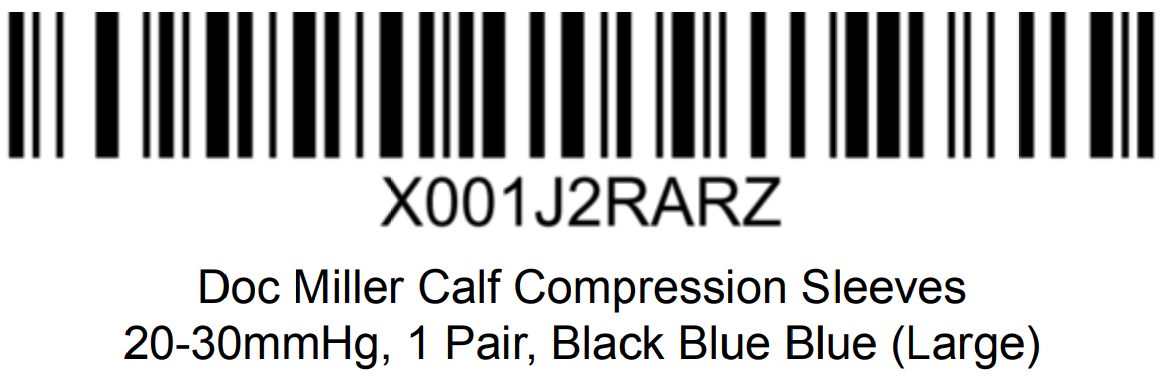 X001J2RARZ
Doc Miller Calf Compression Sleeves
20-30mmHg, 1 Pair, Black Blue Blue (Large)